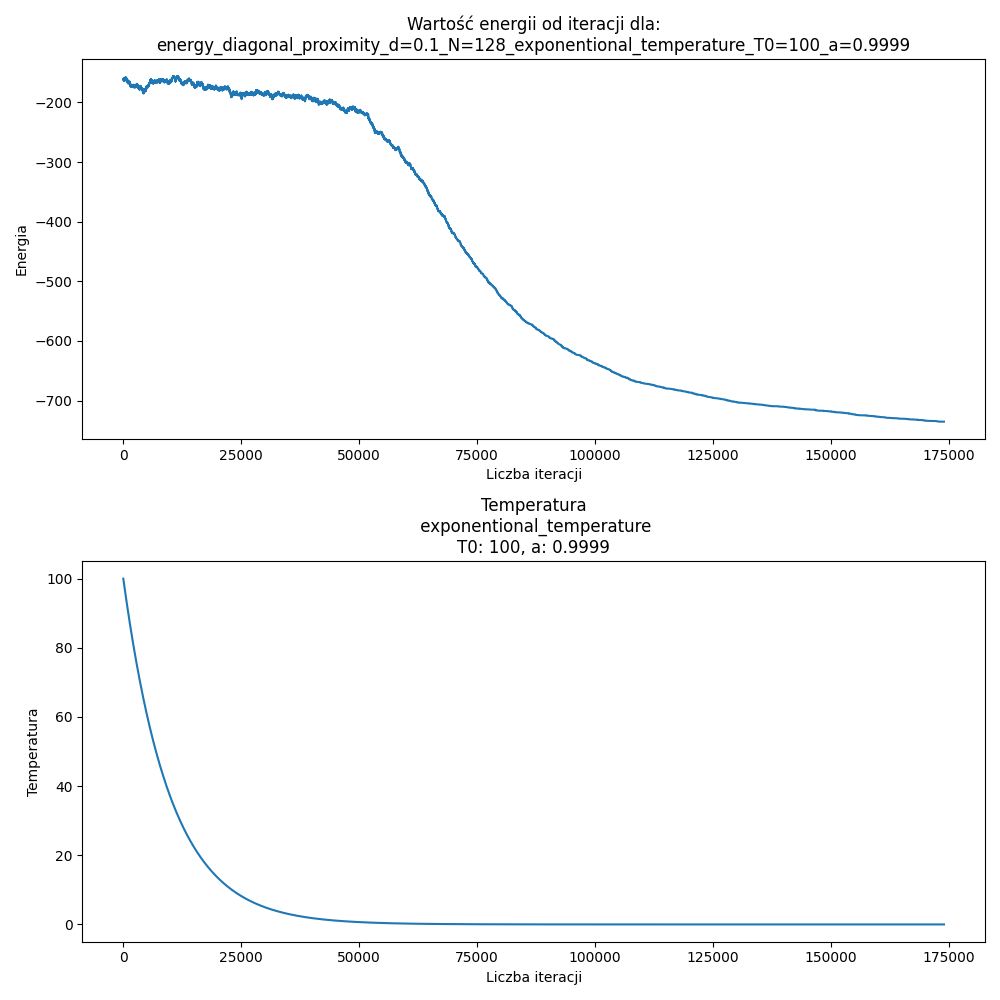 Wartość energii od iteracji dla:
energy_diagonal_proximity_d=0.1_N=128_exponentional_temperature_T0=100_a=0.9999
−200
−300
−400
−500
−600
−700
Energia
0 25000 50000 75000 100000 125000 150000 175000
Liczba iteracji
Temperatura
exponentional_temperature
T0: 100, a: 0.9999
100
80
60
40
20
0
Temperatura
0 25000 50000 75000 100000 125000 150000 175000
Liczba iteracji